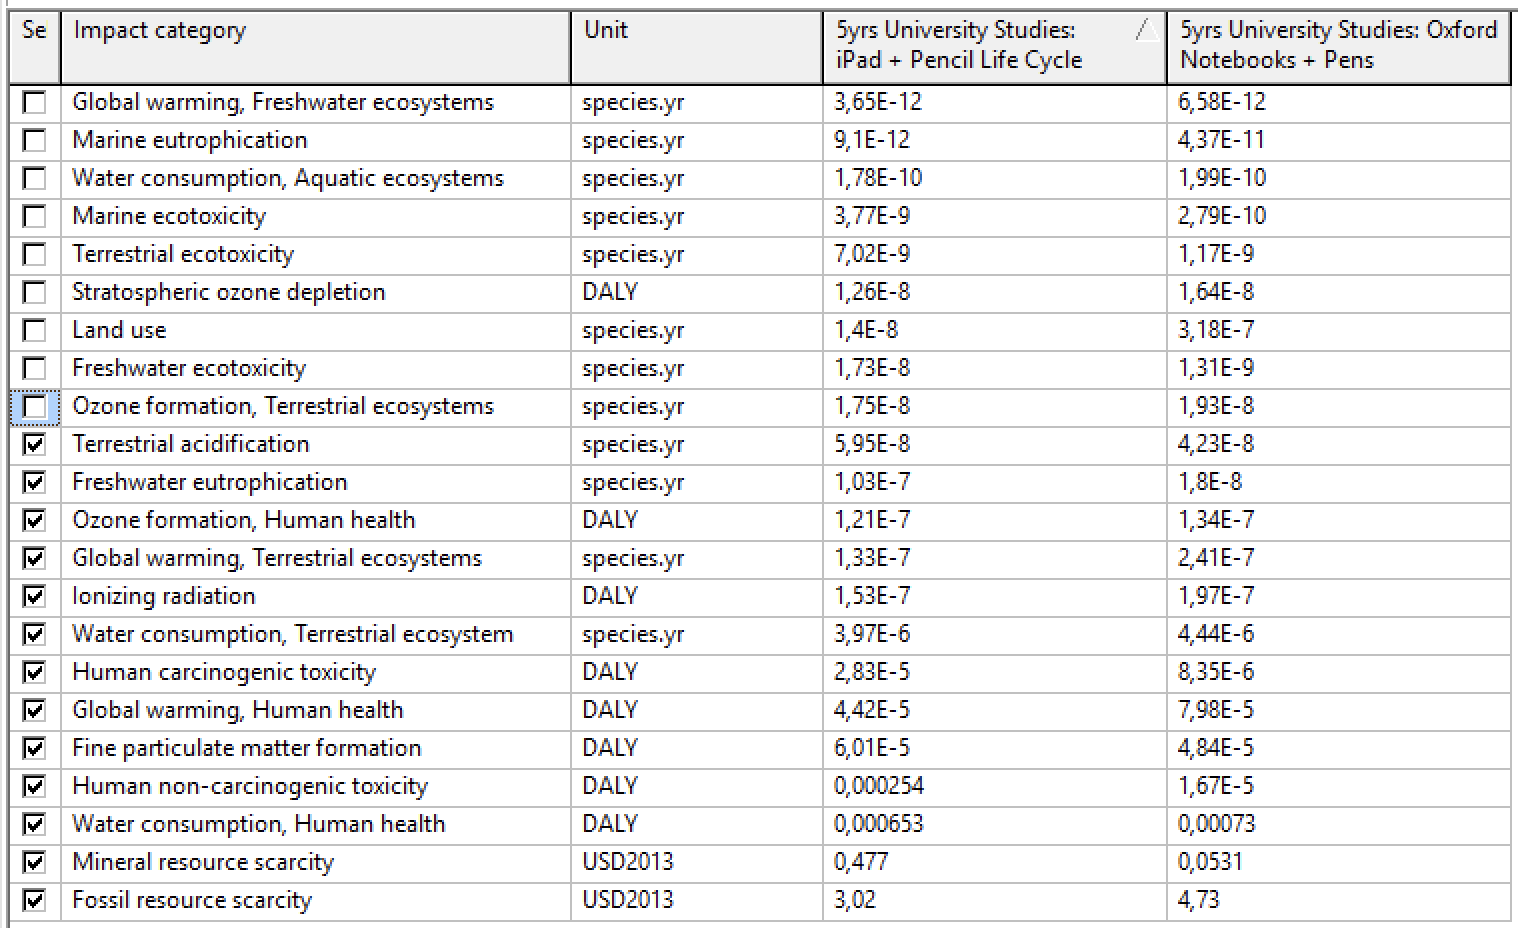 Se Impact category Unit 5yrs University Studies: iPad + Pencil Life Cycle 5yrs University Studies: Oxford Notebooks + Pens
Global warming, Freshwater ecosystems species.yr 3,65E-12 6,58E-12
Marine eutrophication species.yr 9,1E-12 4,37E-11
Water consumption, Aquatic ecosystems species.yr 1,78E-10 1,99E-10
Marine ecotoxicity species.yr 3,77E-9 2,79E-10
Terrestrial ecotoxicity species.yr 7,02E-9 1,17E-9
Stratospheric ozone depletion DALY 1,26E-8 1,64E-8
Land use species.yr 1,4E-8 3,18E-7
Freshwater ecotoxicity species.yr 1,73E-8 1,31E-9
Ozone formation, Terrestrial ecosystems species.yr 1,75E-8 1,93E-8
Terrestrial acidification species.yr 5,95E-8 4,23E-8
Freshwater eutrophication species.yr 1,03E-7 1,8E-8
Ozone formation, Human health DALY 1,21E-7 1,34E-7
Global warming, Terrestrial ecosystems species.yr 1,33E-7 2,41E-7
Ionizing radiation DALY 1,53E-7 1,97E-7
Water consumption, Terrestrial ecosystem species.yr 3,97E-6 4,44E-6
Human carcinogenic toxicity DALY 2,83E-5 8,35E-6
Global warming, Human health DALY 4,42E-5 7,98E-5
Fine particulate matter formation DALY 6,01E-5 4,84E-5
Human non-carcinogenic toxicity DALY 0,000254 1,67E-5
Water consumption, Human health DALY 0,000653 0,00073
Mineral resource scarcity USD2013 0,477 0,0531
Fossil resource scarcity USD2013 3,02 4,73